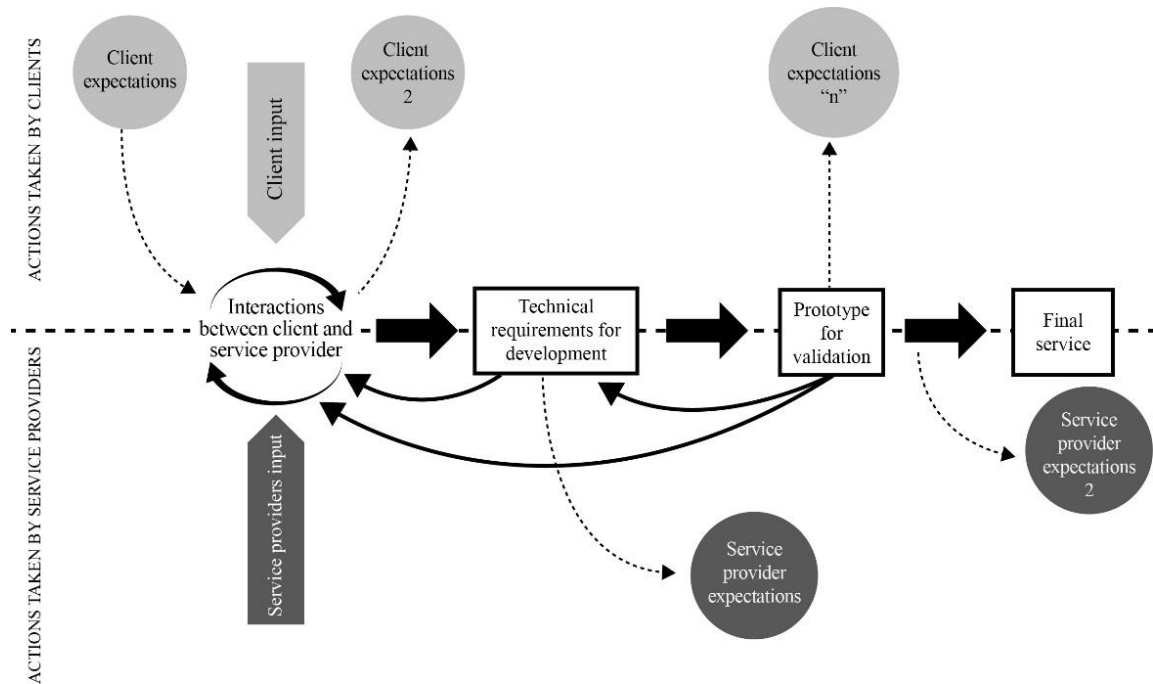 ACTIONS TAKEN BY CLIENTS
Client
expectations
Client input
Client
expectations
2
Client
expectations
“n”
Interactions
between client and
service provider
Technical
requirements for
development
Prototype
for
validation
Final
service
ACTIONS TAKEN BY SERVICE PROVIDERS
Service providers input
Service
provider
expectations
Service
provider
expectations
2